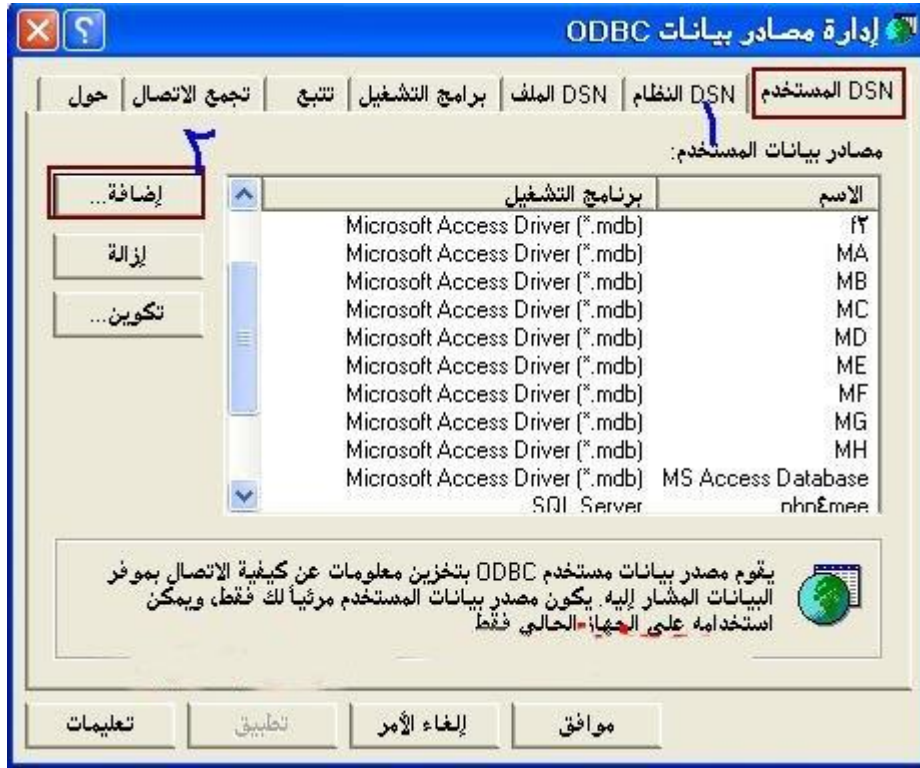 إدارة مصادر بيانات ODBC
DSN المستخدم DSN النظام DSN الملف برامج التشغيل تتبع تجمع الاتصال حول
١
٢
مصادر بيانات المستخدم:
الاسم برنامج التشغيل
f٢ Microsoft Access Driver (*.mdb)
MA Microsoft Access Driver (*.mdb)
MB Microsoft Access Driver (*.mdb)
MC Microsoft Access Driver (*.mdb)
MD Microsoft Access Driver (*.mdb)
ME Microsoft Access Driver (*.mdb)
MF Microsoft Access Driver (*.mdb)
MG Microsoft Access Driver (*.mdb)
MH Microsoft Access Driver (*.mdb)
MS Access Database Microsoft Access Driver (*.mdb)
SQL Server
إضافة...
إزالة
تكوين...
يقوم مصدر بيانات مستخدم ODBC بتخزين معلومات عن كيفية الاتصال بموفر
البيانات المشار إليه. يكون مصدر بيانات المستخدم مرئياً لك فقط، ويمكن
استخدامه على الجهاز الحالي فقط
موافق إلغاء الأمر تطبيق تعليمات